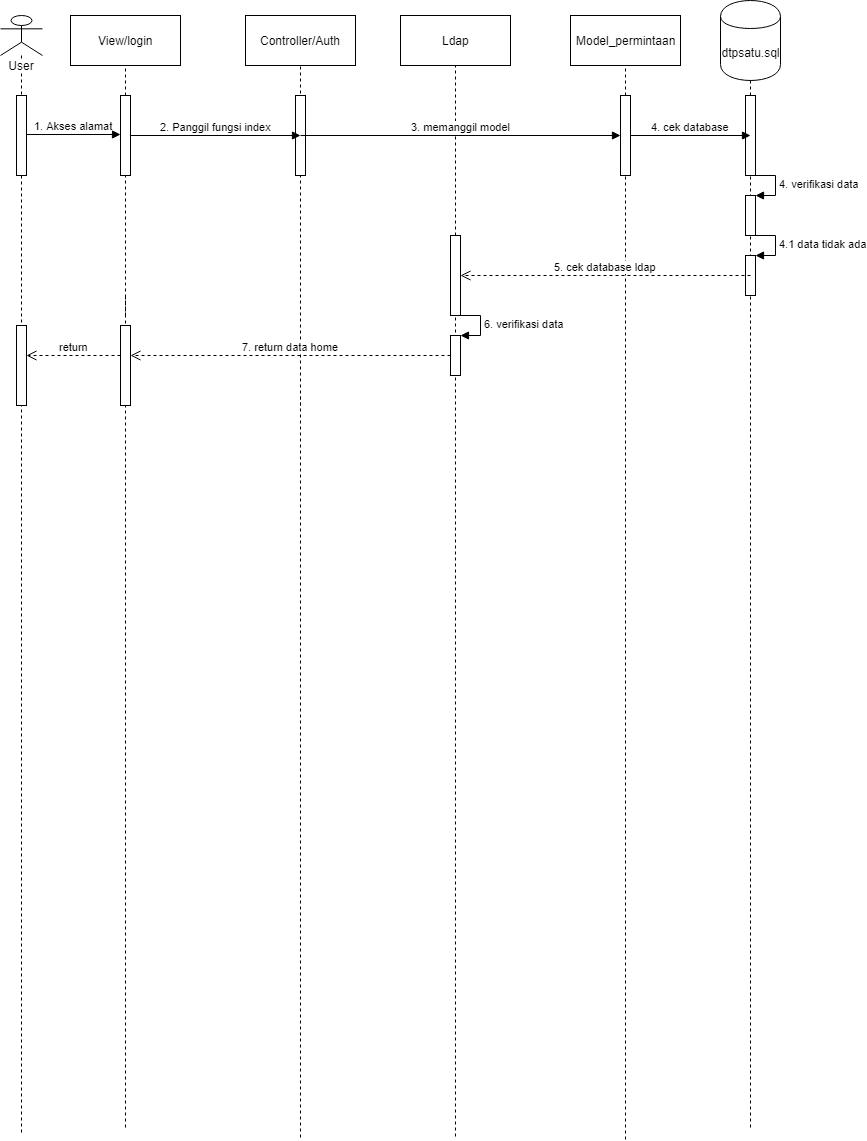 User
View/login
Controller/Auth
Ldap
Model_permintaan
dtpsatu.sql
1. Akses alamat
2. Panggil fungsi index
3. memanggil model
4. cek database
4. verifikasi data
4.1 data tidak ada
5. cek database ldap
6. verifikasi data
7. return data home
return